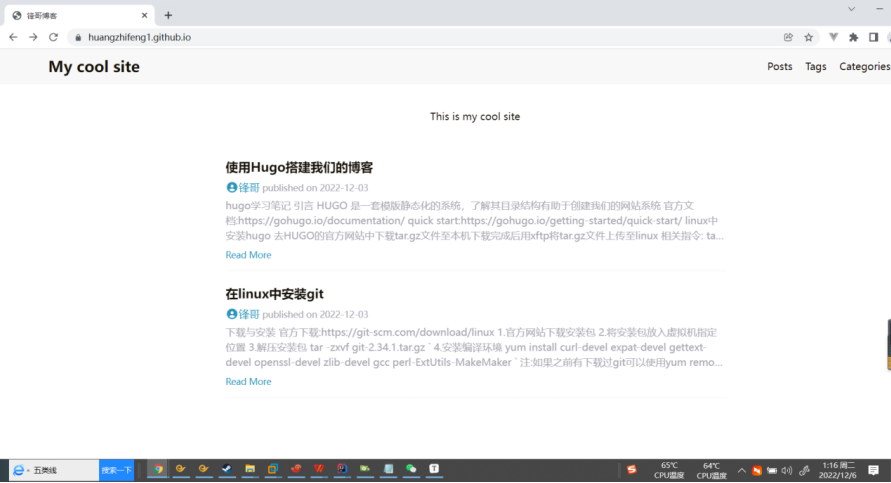 锋哥博客
huangzhifeng1.github.io
My cool site
Posts Tags Categories
This is my cool site
使用Hugo搭建我们的博客
锋哥 published on 2022-12-03
hugo学习笔记 引言 HUGO 是一套模版静态化的系统，了解其目录结构有助于创建我们的网站系统 官方文
档:https://gohugo.io/documentation/ quick start:https://gohugo.io/getting-started/quick-start/ linux中
安装hugo 去HUGO的官方网站中下载tar.gz文件至本机下载完成后用xftp将tar.gz文件上传至linux 相关指令: ta...
Read More
在linux中安装git
锋哥 published on 2022-12-03
下载与安装 官方下载:https://git-scm.com/download/linux 1.官方网站下载安装包 2.将安装包放入虚拟机指定
位置 3.解压安装包 tar -zxvf git-2.34.1.tar.gz ` 4.安装编译环境 yum install curl-devel expat-devel gettext-
devel openssl-devel zlib-devel gcc perl-ExtUtils-MakeMaker ` 注:如果之前有下载过git可以使用yum remo...
Read More
五类线 搜索一下
65℃ 64℃ 1:16 周二
CPU温度 CPU温度 2022/12/6